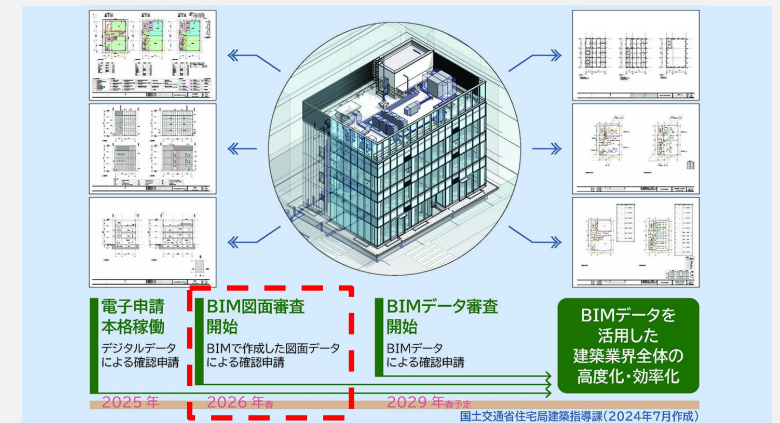 電子申請
本格稼働
デジタルデータ
による確認申請
2025 年
BIM図面審査
開始
BIMで作成した図面データ
による確認申請
2026 年春
BIMデータ審査
開始
BIMデータ
による確認申請
2029 年春予定
BIMデータを
活用した
建築業界全体の
高度化・効率化
国土交通省住宅局建築指導課(2024年7月作成)